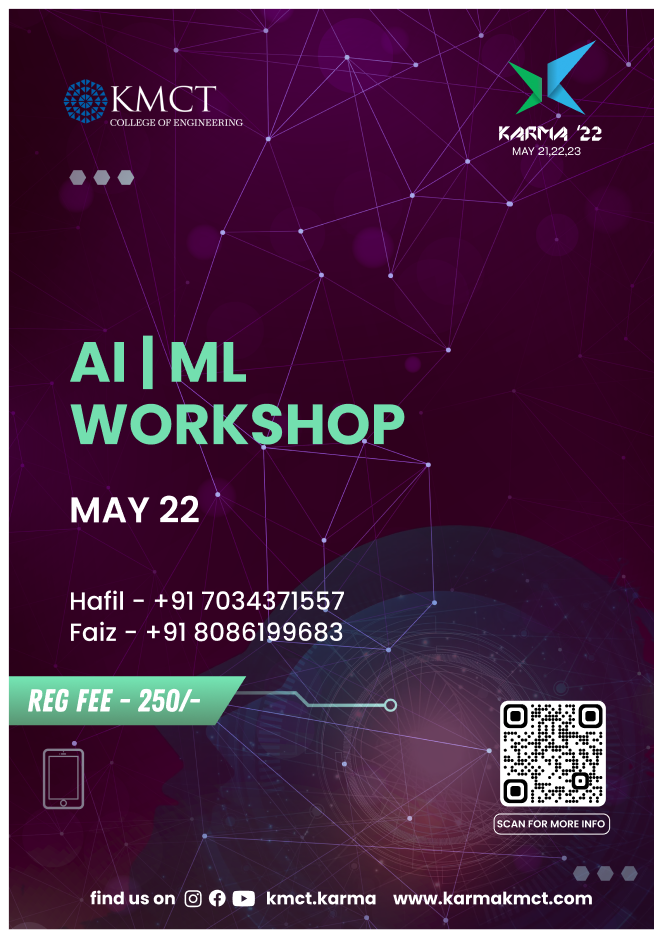 KMCT
COLLEGE OF ENGINEERING
KARMA '22
MAY 21,22,23
AI | ML
WORKSHOP
MAY 22
Hafil - +91 7034371557
Faiz - +91 8086199683
REG FEE - 250/-
SCAN FOR MORE INFO
find us on kmct.karma www.karmakmct.com